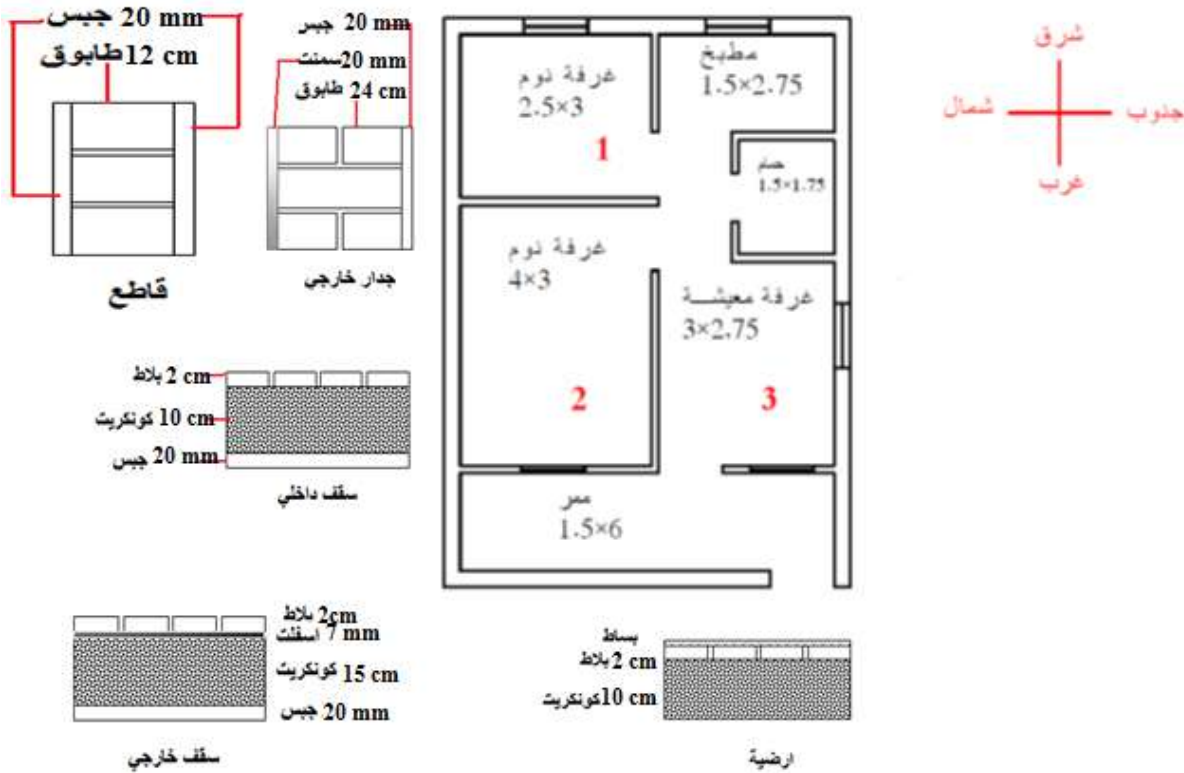 جبس 20 mm
طابوق 12 cm
قاطع
جبس 20 mm
سمنت 20mm
طابوق 24 cm
جدار خارجي
بلاط 2 cm
كونكريت 10 cm
جبس 20 mm
سقف داخلي
بلاط 2cm
اسفلت 7 mm
كونكريت 15 cm
جبس 20 mm
سقف خارجي
غرفة نوم
2.5×3
1
مطبخ
1.5×2.75
حمام
1.5×1.75
غرفة نوم
4×3
2
غرفة معيشة
3×2.75
3
ممر
1.5×6
شرق
شمال
جنوب
غرب
بساط
بلاط 2 cm
كونكريت 10 cm
ارضية